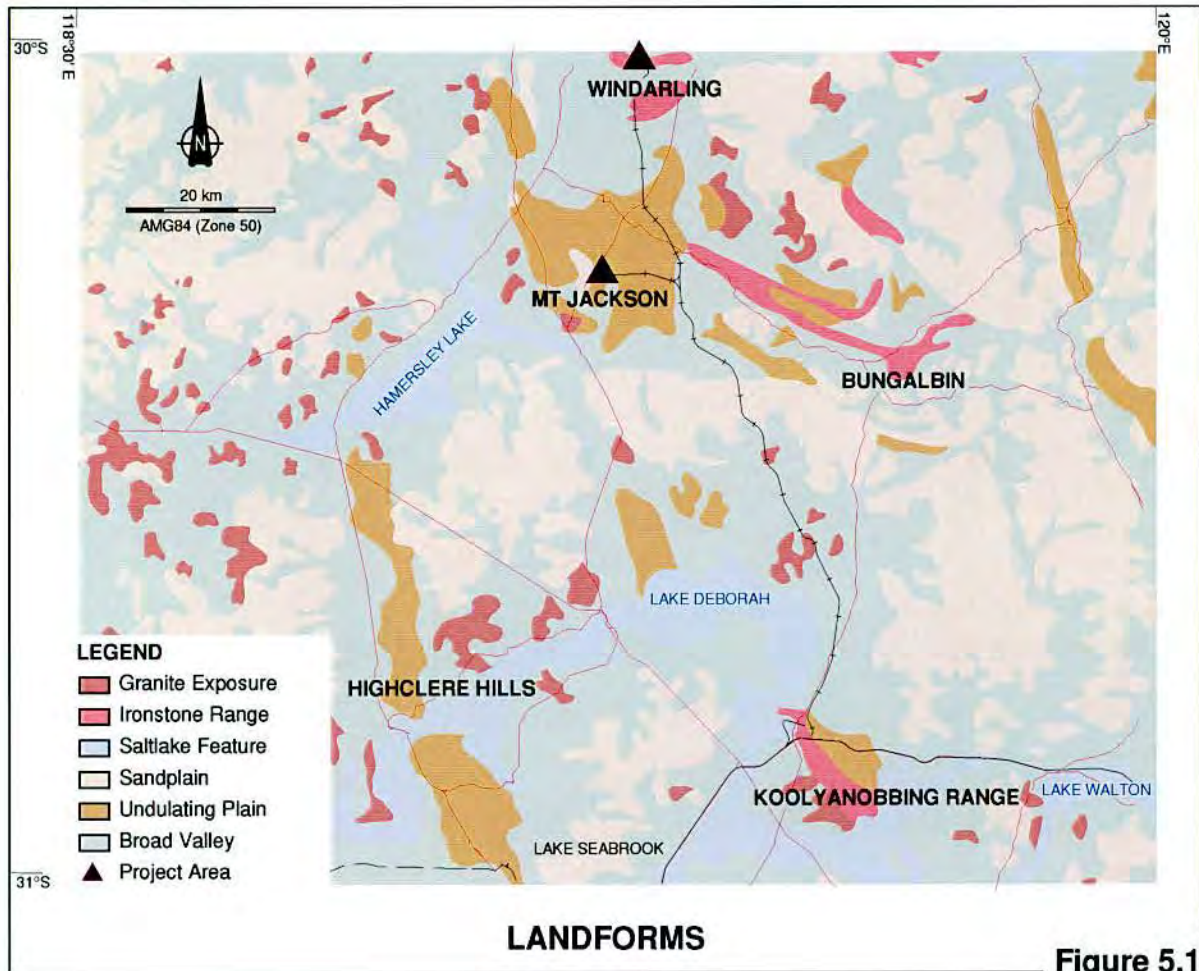 30°S
118°30'E
120°E
WINDARLING
N
20 km
AMG84 (Zone 50)
MT JACKSON
HAMERSLEY LAKE
BUNGALBIN
LAKE DEBORAH
LEGEND
Granite Exposure
Ironstone Range
Saltlake Feature
Sandplain
Undulating Plain
Broad Valley
Project Area
HIGHCLERE HILLS
KOOLYANOBBING RANGE
LAKE WALTON
LAKE SEABROOK
31°S
LANDFORMS
Figure 5.1